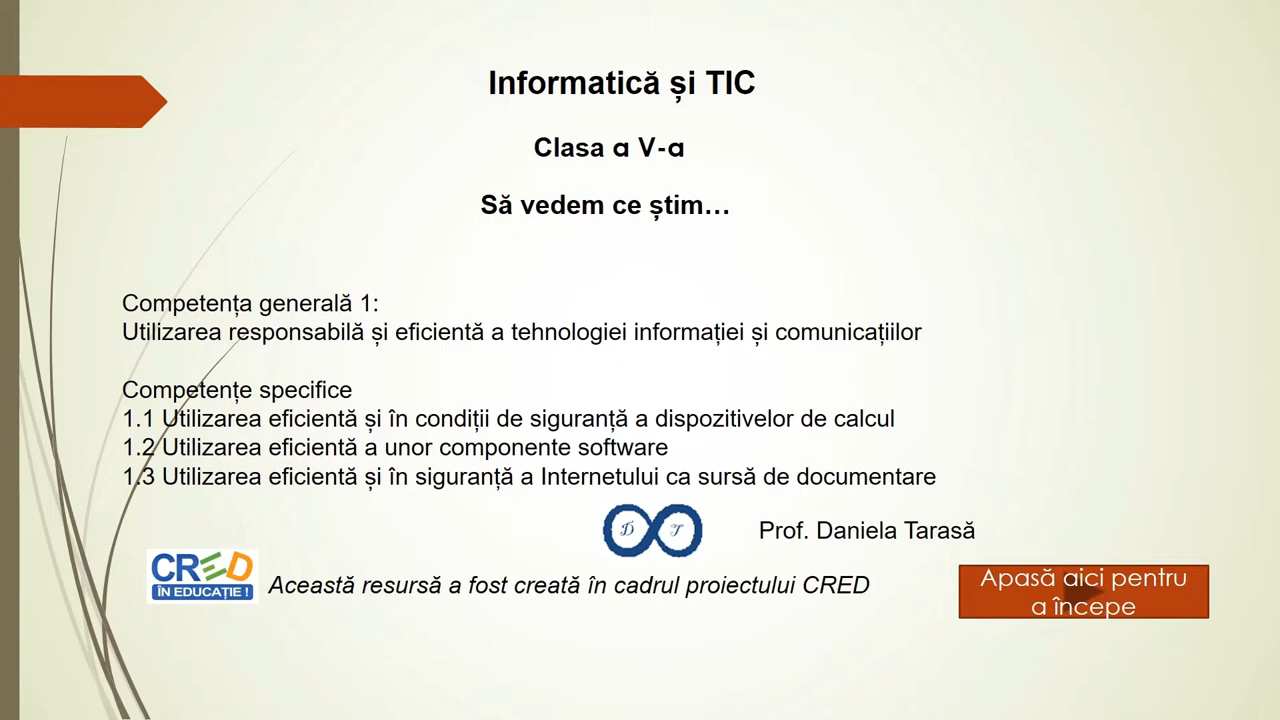 Informatică și TIC
Clasa a V-a
Să vedem ce știm…
Competența generală 1:
Utilizarea responsabilă și eficientă a tehnologiei informației și comunicațiilor
Competențe specifice
1.1 Utilizarea eficientă și în condiții de siguranță a dispozitivelor de calcul
1.2 Utilizarea eficientă a unor componente software
1.3 Utilizarea eficientă și în siguranță a Internetului ca sursă de documentare
D T
Prof. Daniela Tarasă
CRED
ÎN EDUCAȚIE !
Această resursă a fost creată în cadrul proiectului CRED
Apasă aici pentru
a începe